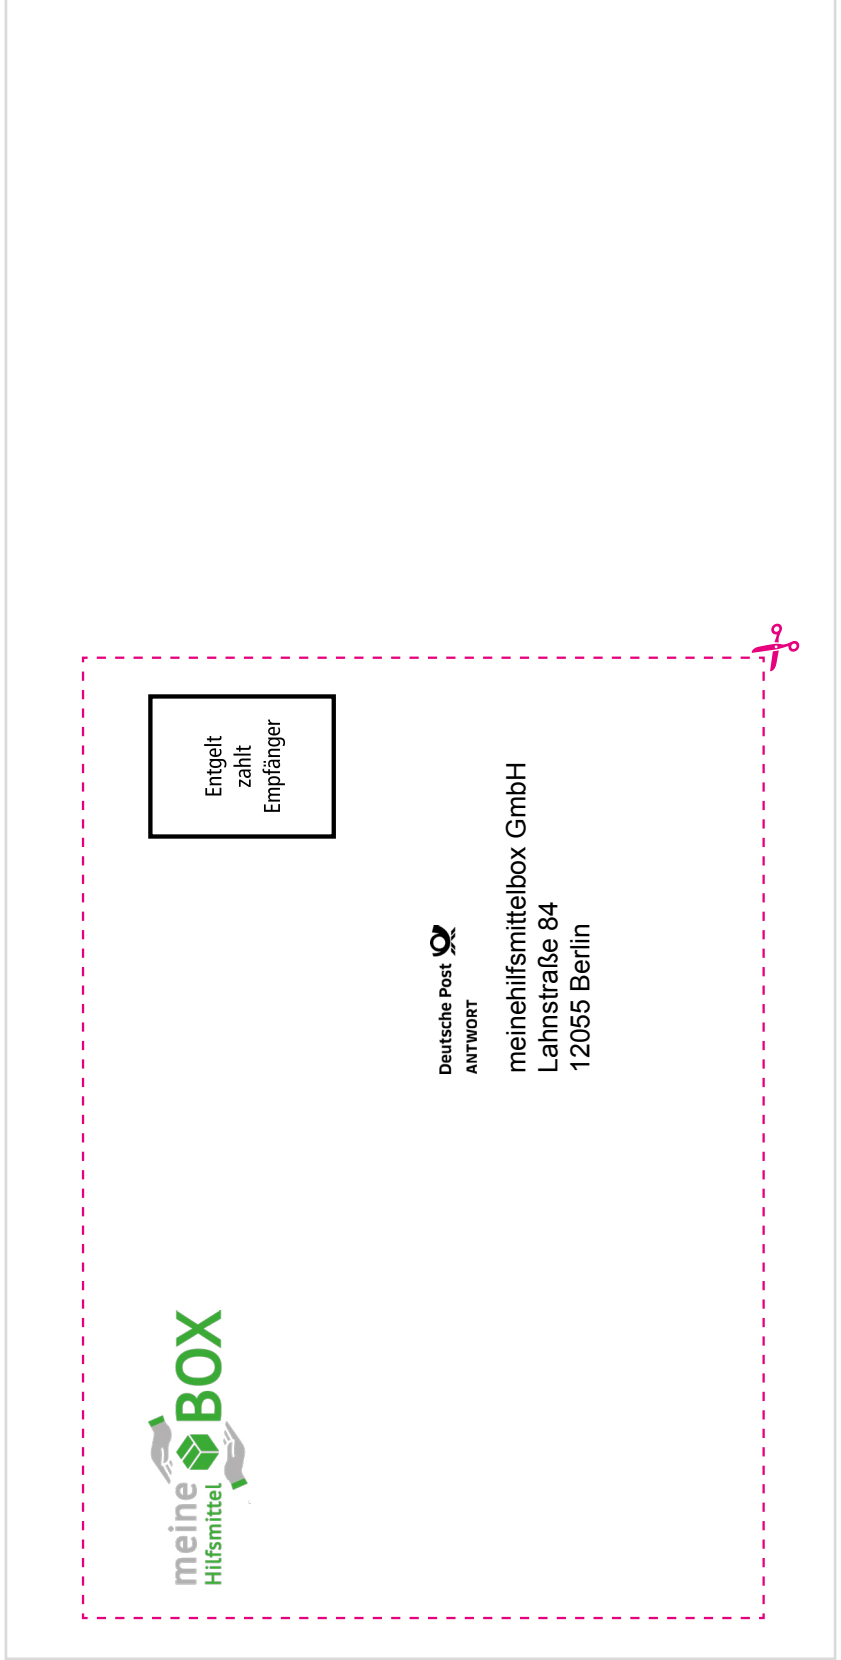 meine
Hilfsmittel
BOX
Entgelt
zahlt
Empfänger
Deutsche Post
ANTWORT
meinehilfsmittelbox GmbH
Lahnstraße 84
12055 Berlin